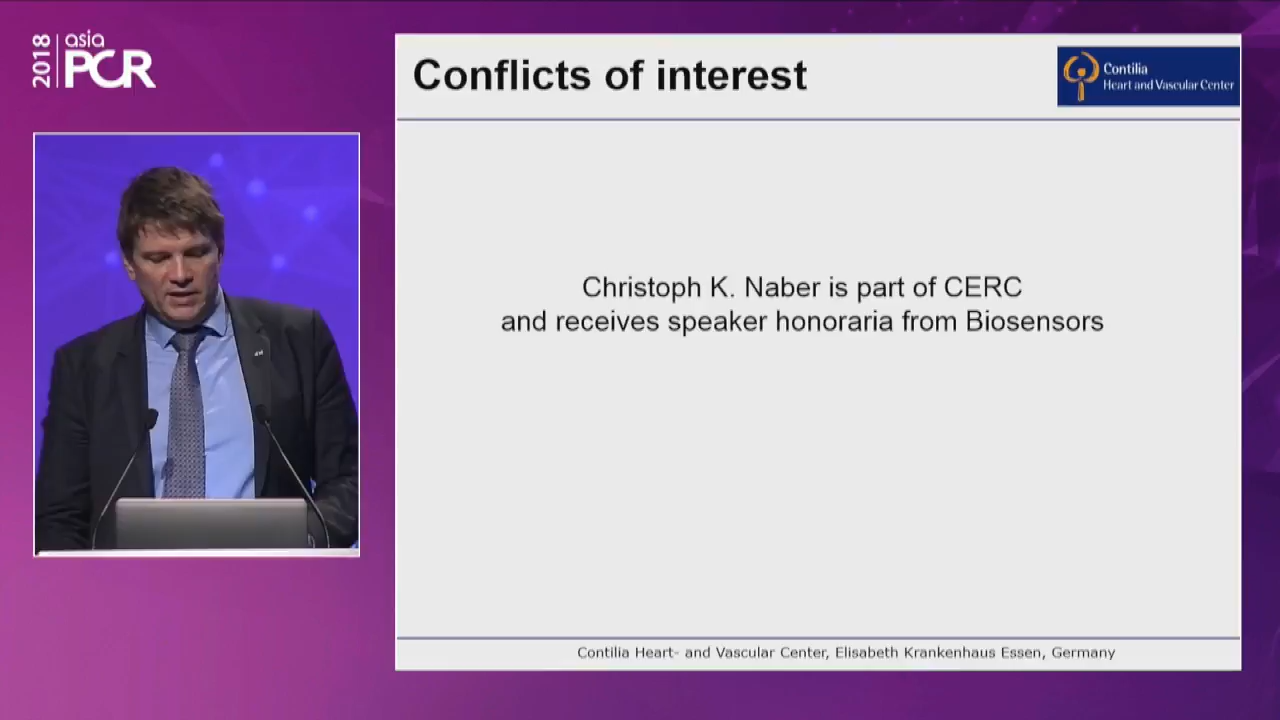 2018
asia
PCR
Conflicts of interest
Contilia
Heart and Vascular Center
Christoph K. Naber is part of CERC
and receives speaker honoraria from Biosensors
Contilia Heart- and Vascular Center, Elisabeth Krankenhaus Essen, Germany